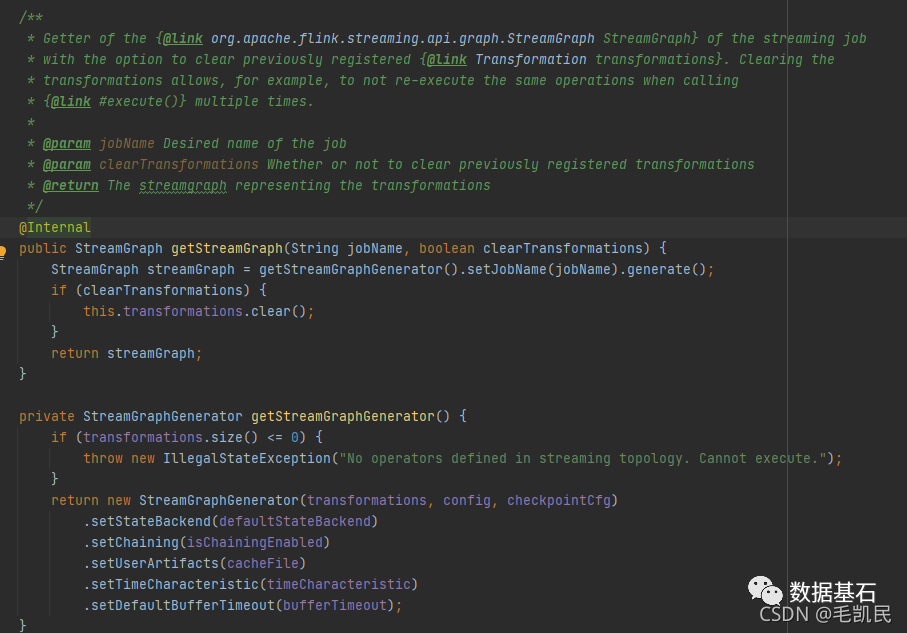 /**
 * Getter of the {@link org.apache.flink.streaming.api.graph.StreamGraph StreamGraph} of the streaming job
 * with the option to clear previously registered {@link Transformation transformations}. Clearing the
 * transformations allows, for example, to not re-execute the same operations when calling
 * {@link #execute()} multiple times.
 *
 * @param jobName Desired name of the job
 * @param clearTransformations Whether or not to clear previously registered transformations
 * @return The streamgraph representing the transformations
 */
@Internal
public StreamGraph getStreamGraph(String jobName, boolean clearTransformations) {
    StreamGraph streamGraph = getStreamGraphGenerator().setJobName(jobName).generate();
    if (clearTransformations) {
        this.transformations.clear();
    }
    return streamGraph;
}

private StreamGraphGenerator getStreamGraphGenerator() {
    if (transformations.size() <= 0) {
        throw new IllegalStateException("No operators defined in streaming topology. Cannot execute.");
    }
    return new StreamGraphGenerator(transformations, config, checkpointCfg)
        .setStateBackend(defaultStateBackend)
        .setChaining(isChainingEnabled)
        .setUserArtifacts(cacheFile)
        .setTimeCharacteristic(timeCharacteristic)
        .setDefaultBufferTimeout(bufferTimeout);
}
数据基石
CSDN @毛凯民